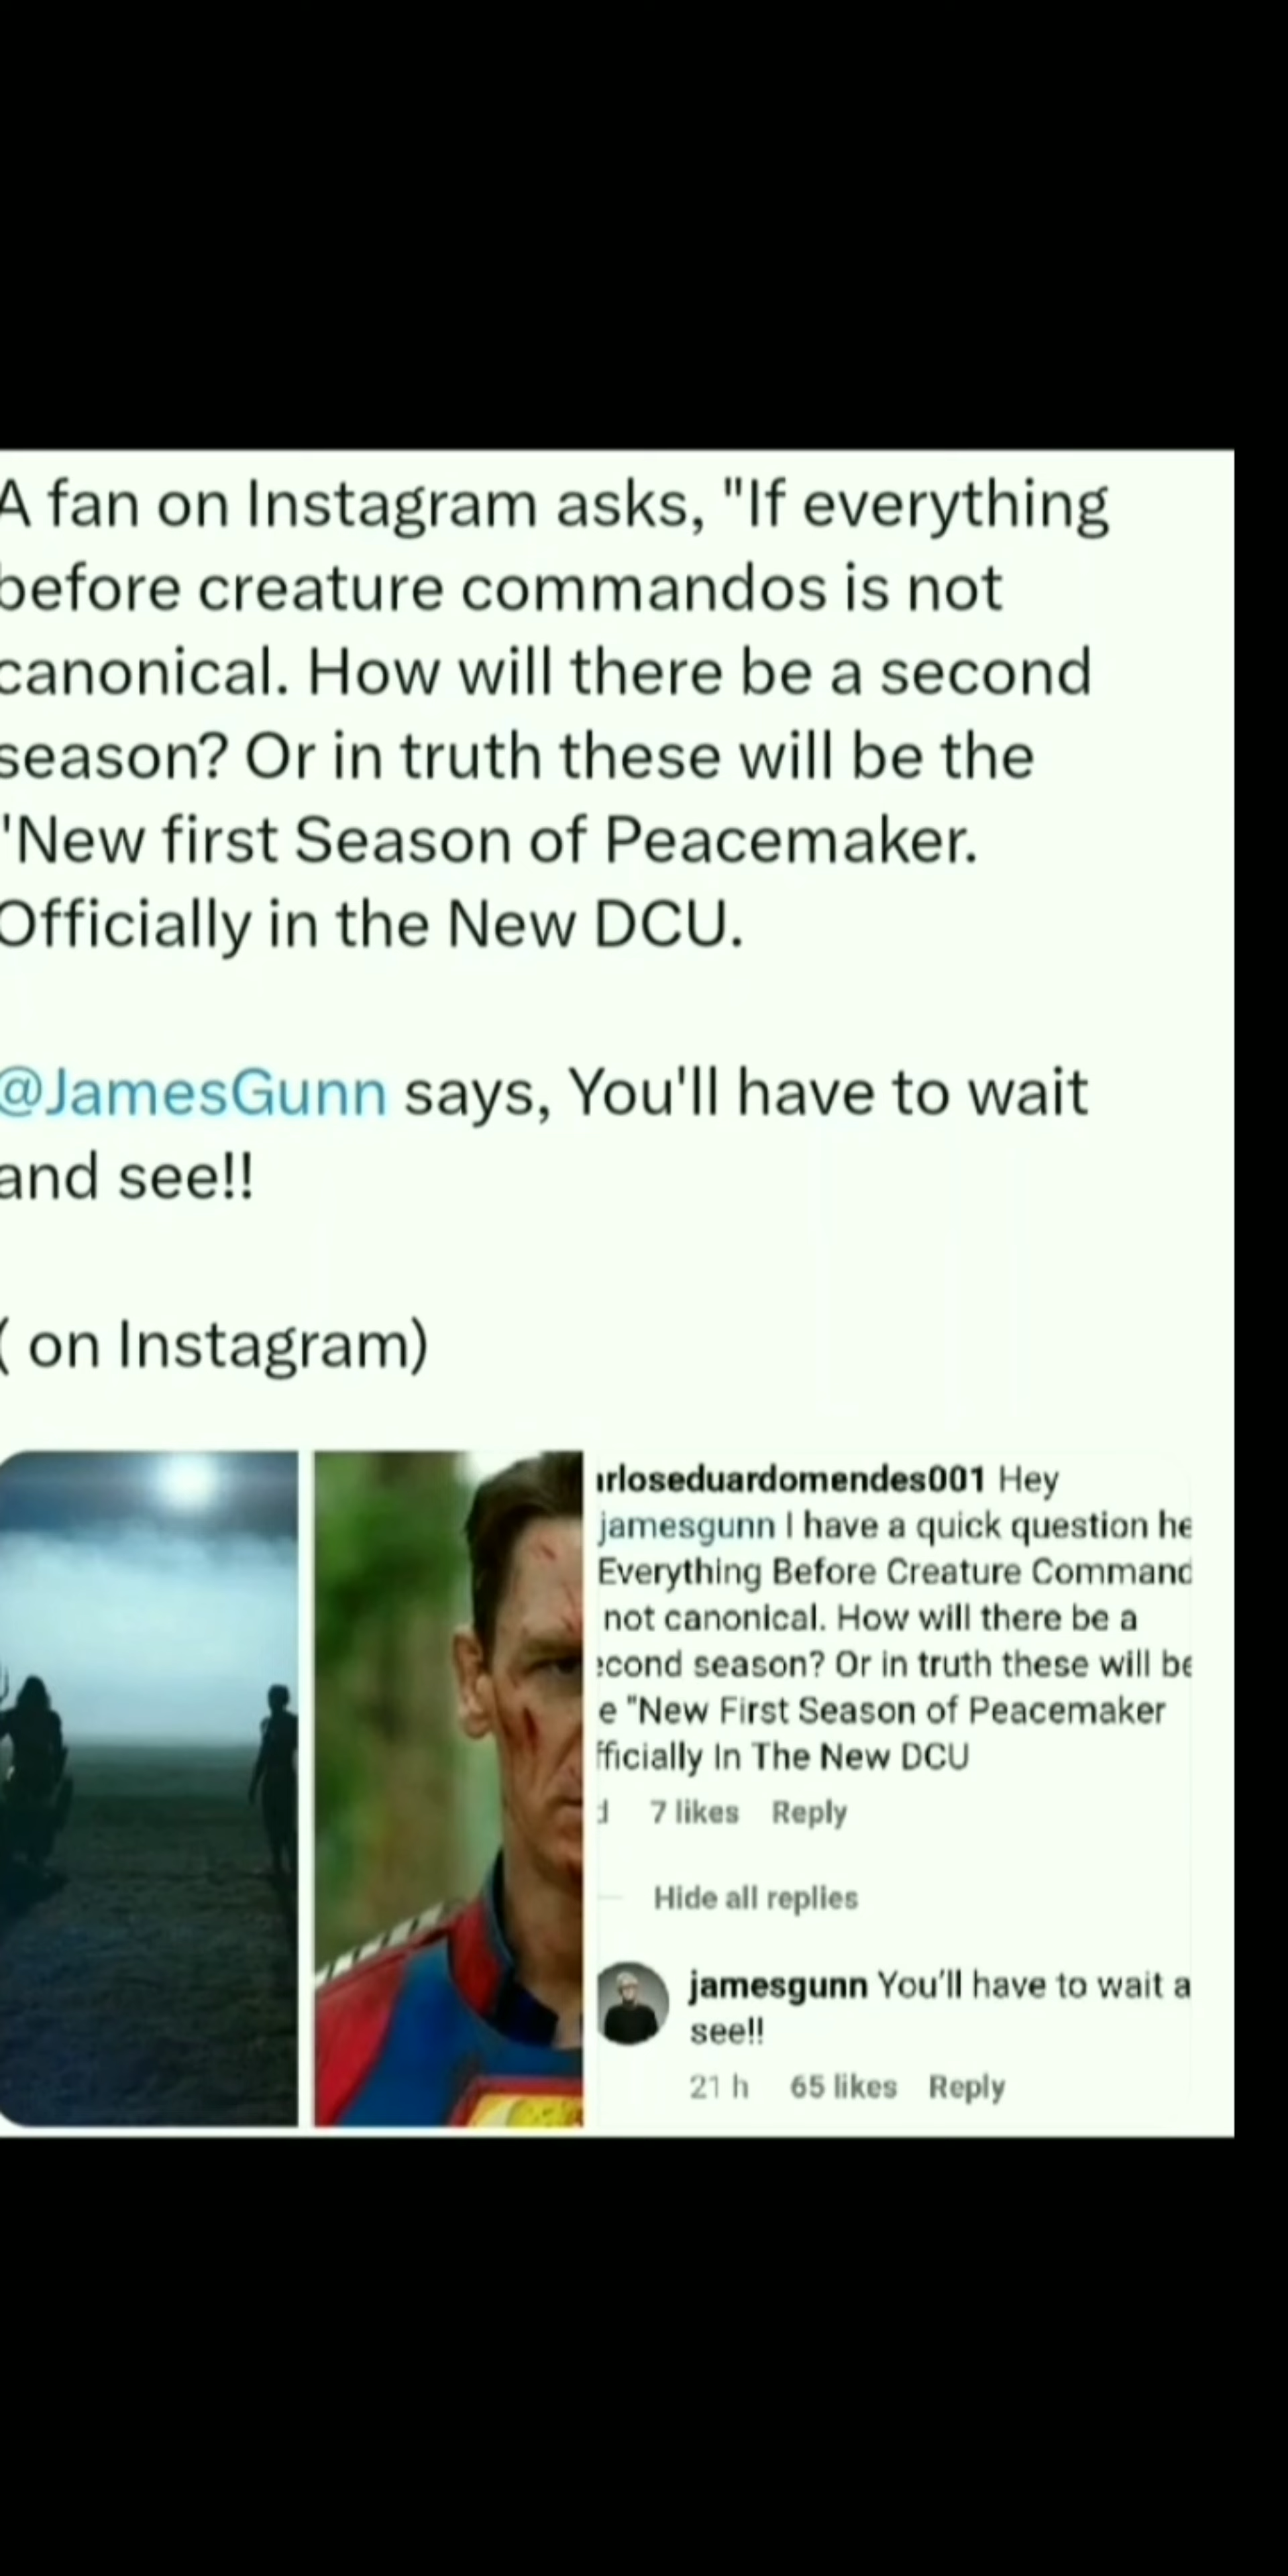 A fan on Instagram asks, "If everything
before creature commandos is not
canonical. How will there be a second
season? Or in truth these will be the
"New first Season of Peacemaker.
Officially in the New DCU.
@JamesGunn says, You'll have to wait
and see!!
( on Instagram)
rloseduardomendes001 Hey
jamesgunn I have a quick question he
Everything Before Creature Command
not canonical. How will there be a
econd season? Or in truth these will be
e "New First Season of Peacemaker
fficially In The New DCU
d 7 likes Reply
Hide all replies
jamesgunn You'll have to wait a
see!!
21 h 65 likes Reply